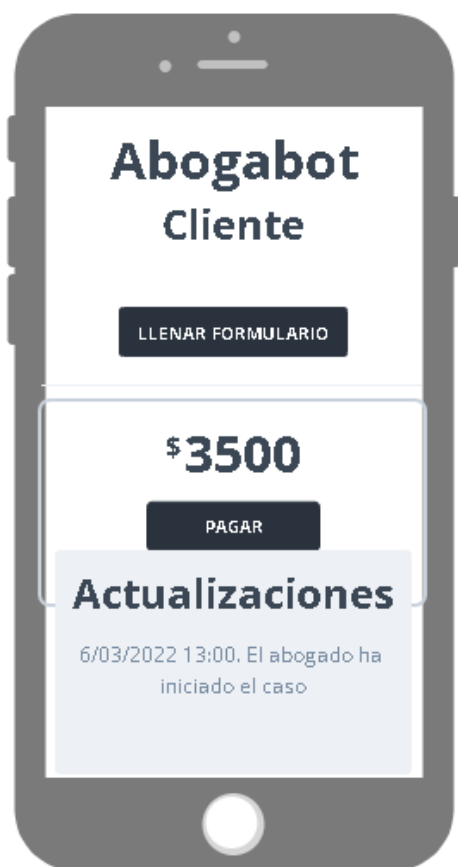 Abogabot
Cliente
LLENAR FORMULARIO
$3500
PAGAR
Actualizaciones
6/03/2022 13:00. El abogado ha
iniciado el caso